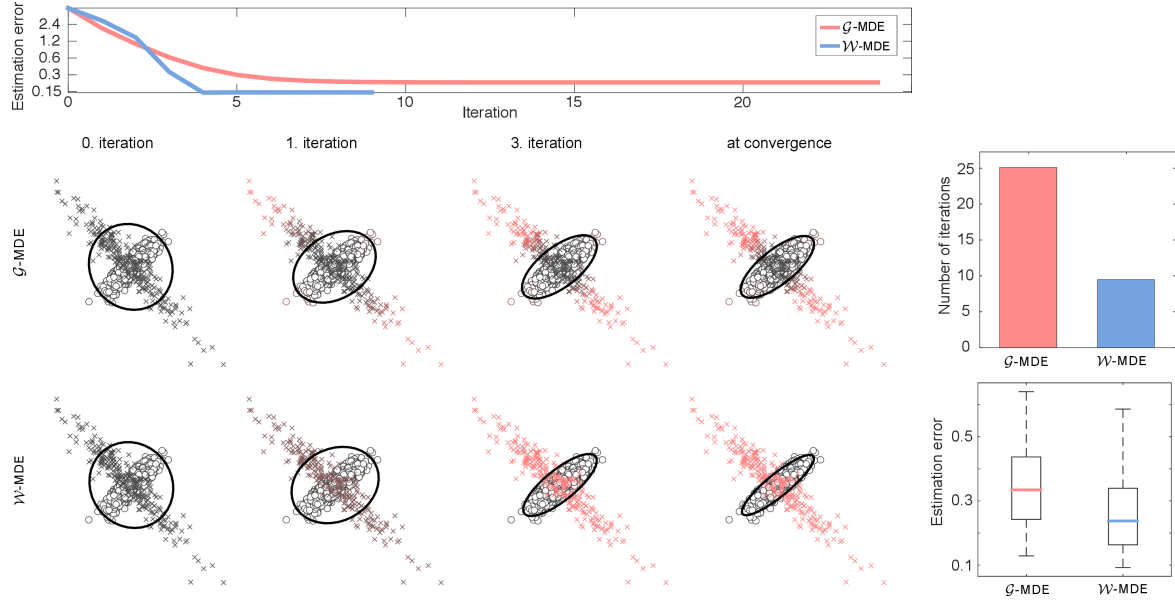 Estimation error
2.4
1.2
0.6
0.3
0.15
0
5
10
15
20
Iteration
𝒢-MDE
𝒲-MDE
0. iteration
1. iteration
3. iteration
at convergence
𝒢-MDE
𝒲-MDE
Number of iterations
25
20
15
10
5
0
𝒢-MDE
𝒲-MDE
Estimation error
0.5
0.3
0.1
𝒢-MDE
𝒲-MDE